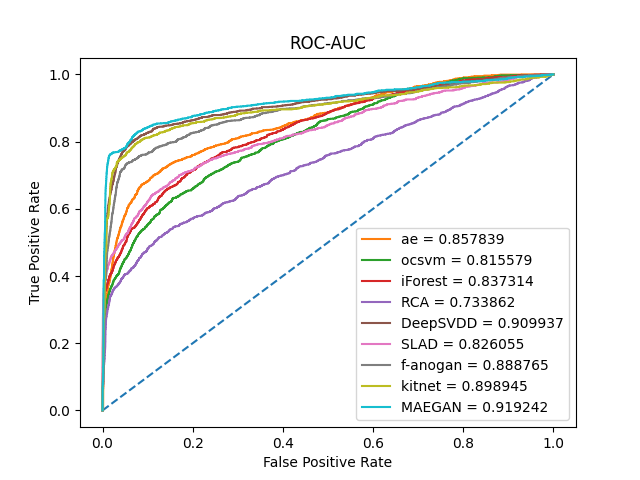 ROC-AUC
True Positive Rate
1.0
0.8
0.6
0.4
0.2
0.0
ae = 0.857839
ocsvm = 0.815579
iForest = 0.837314
RCA = 0.733862
DeepSVDD = 0.909937
SLAD = 0.826055
f-anogan = 0.888765
kitnet = 0.898945
MAEGAN = 0.919242
0.0 0.2 0.4 0.6 0.8 1.0
False Positive Rate